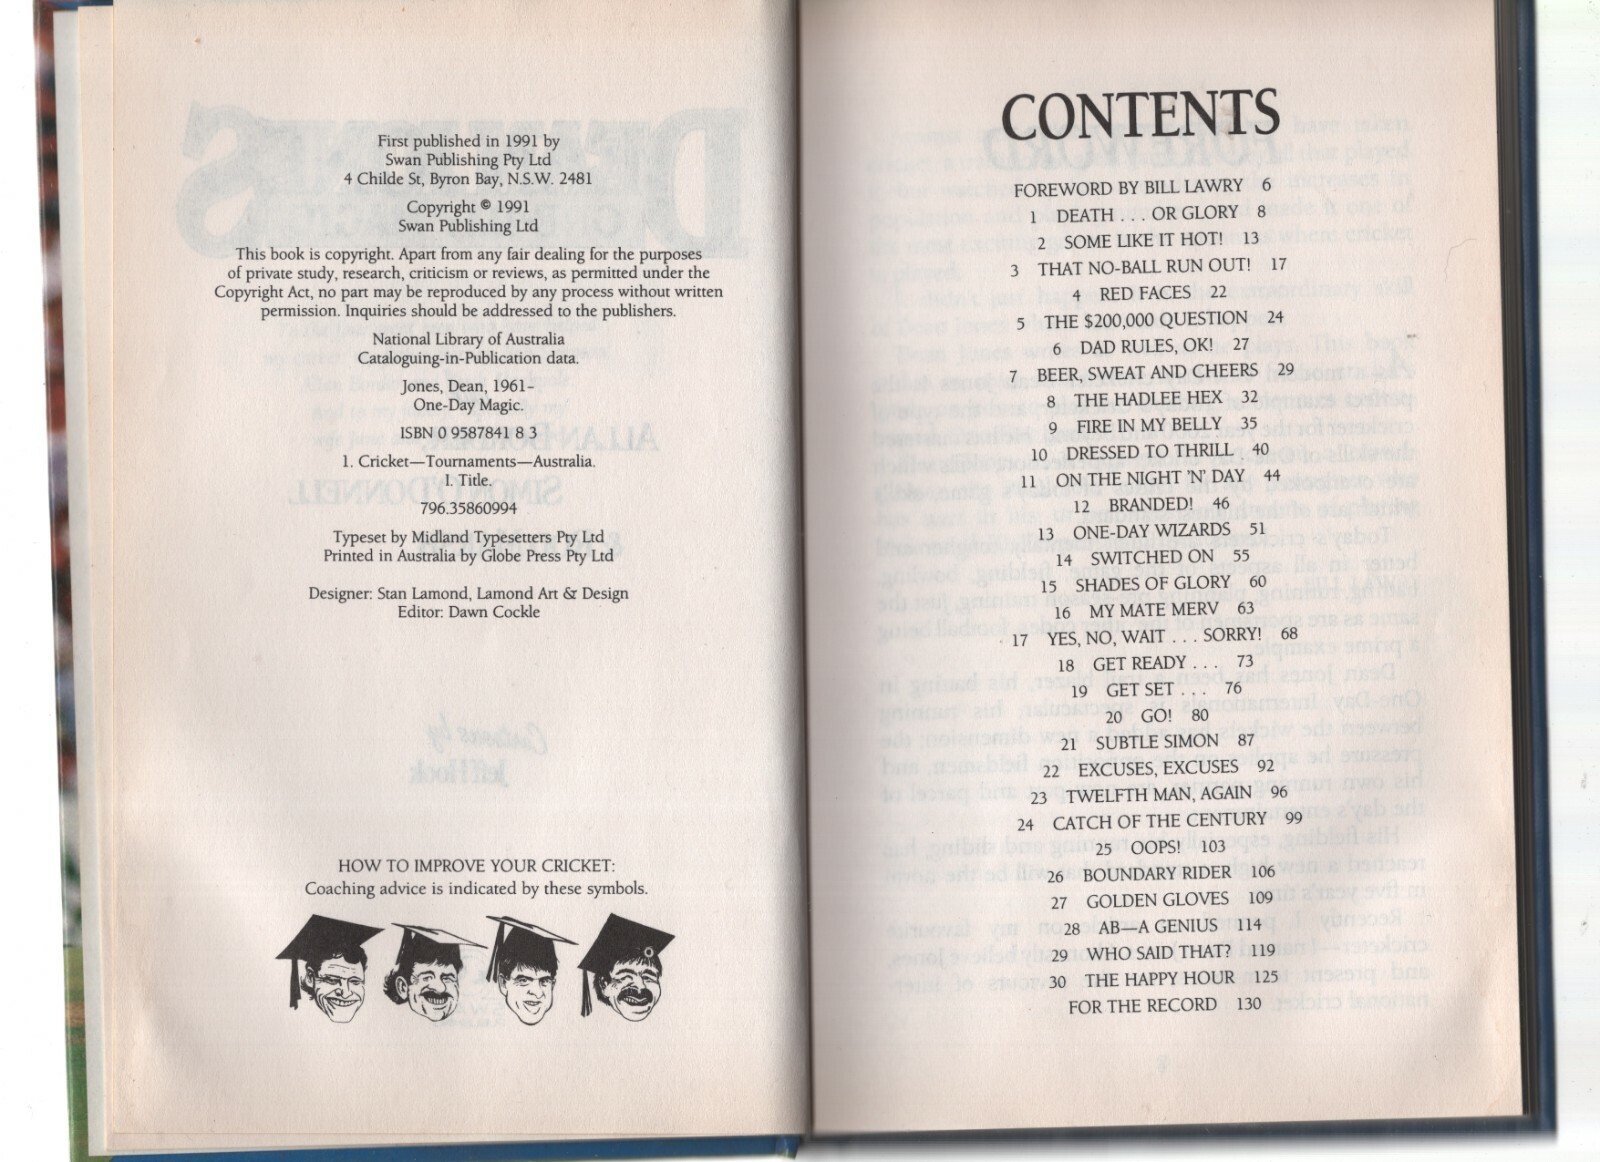 First published in 1991 by
Swan Publishing Pty Ltd
4 Childe St, Byron Bay, N.S.W. 2481
Copyright © 1991
Swan Publishing Ltd
This book is copyright. Apart from any fair dealing for the purposes
of private study, research, criticism or reviews, as permitted under the
Copyright Act, no part may be reproduced by any process without written
permission. Inquiries should be addressed to the publishers.
National Library of Australia
Cataloguing-in-Publication data.
Jones, Dean, 1961-
One-Day Magic.
ISBN 0 9587841 8 3
1. Cricket—Tournaments—Australia.
I. Title.
796.35860994
Typeset by Midland Typesetters Pty Ltd
Printed in Australia by Globe Press Pty Ltd
Designer: Stan Lamond, Lamond Art & Design
Editor: Dawn Cockle
HOW TO IMPROVE YOUR CRICKET:
Coaching advice is indicated by these symbols.
CONTENTS
FOREWORD BY BILL LAWRY 6
1 DEATH . . . OR GLORY 8
2 SOME LIKE IT HOT! 13
3 THAT NO-BALL RUN OUT! 17
4 RED FACES 22
5 THE $200,000 QUESTION 24
6 DAD RULES, OK! 27
7 BEER, SWEAT AND CHEERS 29
8 THE HADLEE HEX 32
9 FIRE IN MY BELLY 35
10 DRESSED TO THRILL 40
11 ON THE NIGHT 'N' DAY 44
12 BRANDED! 46
13 ONE-DAY WIZARDS 51
14 SWITCHED ON 55
15 SHADES OF GLORY 60
16 MY MATE MERV 63
17 YES, NO, WAIT . . . SORRY! 68
18 GET READY . . . 73
19 GET SET . . . 76
20 GO! 80
21 SUBTLE SIMON 87
22 EXCUSES, EXCUSES 92
23 TWELFTH MAN, AGAIN 96
24 CATCH OF THE CENTURY 99
25 OOPS! 103
26 BOUNDARY RIDER 106
27 GOLDEN GLOVES 109
28 AB—A GENIUS 114
29 WHO SAID THAT? 119
30 THE HAPPY HOUR 125
FOR THE RECORD 130